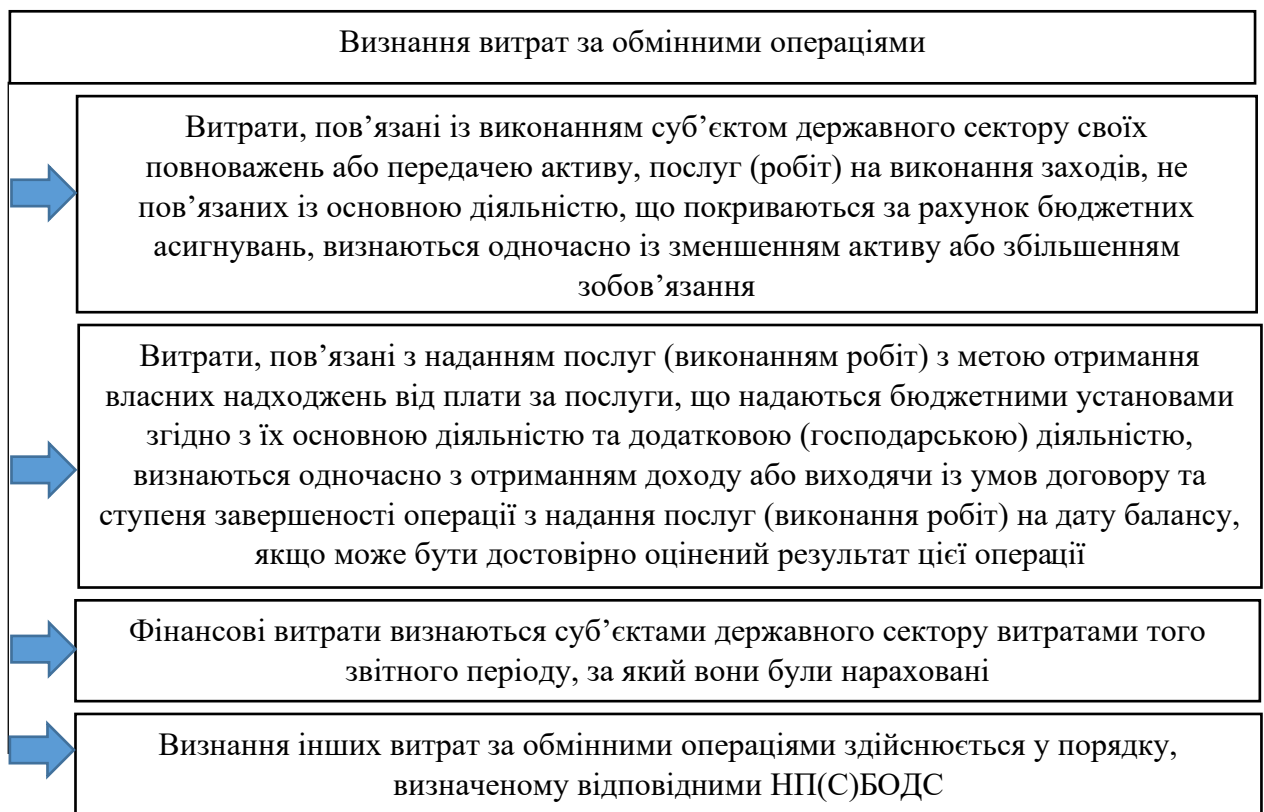 Визнання витрат за обмінними операціями
Витрати, пов’язані із виконанням суб’єктом державного сектору своїх
повноважень або передачею активу, послуг (робіт) на виконання заходів, не
пов’язаних із основною діяльністю, що покриваються за рахунок бюджетних
асигнувань, визнаються одночасно із зменшенням активу або збільшенням
зобов’язання
Витрати, пов’язані з наданням послуг (виконанням робіт) з метою отримання
власних надходжень від плати за послуги, що надаються бюджетними установами
згідно з їх основною діяльністю та додатковою (господарською) діяльністю,
визнаються одночасно з отриманням доходу або виходячи із умов договору та
ступеня завершеності операції з надання послуг (виконання робіт) на дату балансу,
якщо може бути достовірно оцінений результат цієї операції
Фінансові витрати визнаються суб’єктами державного сектору витратами того
звітного періоду, за який вони були нараховані
Визнання інших витрат за обмінними операціями здійснюється у порядку,
визначеному відповідними НП(С)БОДС